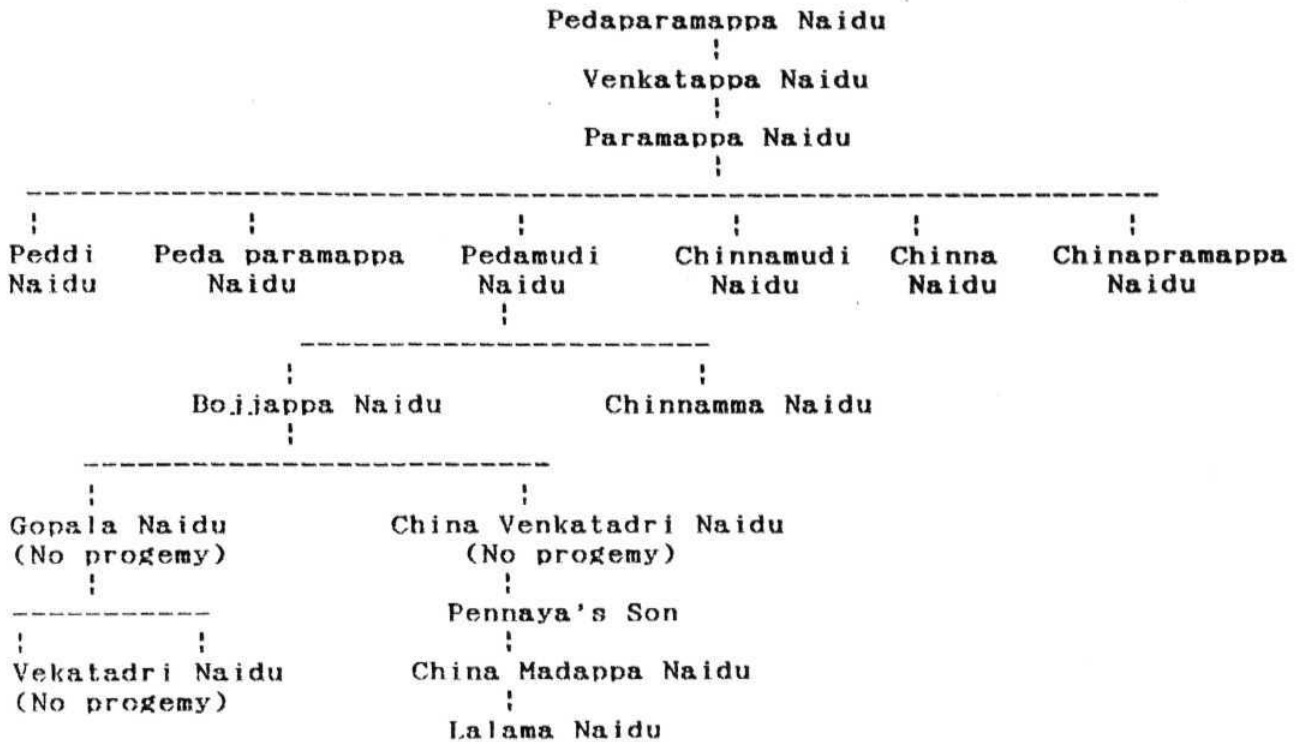 Pedaparamappa Naidu
Venkatappa Naidu
Paramappa Naidu
Peddi Peda paramappa Pedamudi Chinnamudi Chinna Chinapramappa
Naidu Naidu Naidu Naidu Naidu Naidu
Bojjappa Naidu Chinnamma Naidu
Gopala Naidu China Venkatadri Naidu
(No progemy) (No progemy)
Pennaya's Son
Vekatadri Naidu China Madappa Naidu
(No progemy)
Lalama Naidu